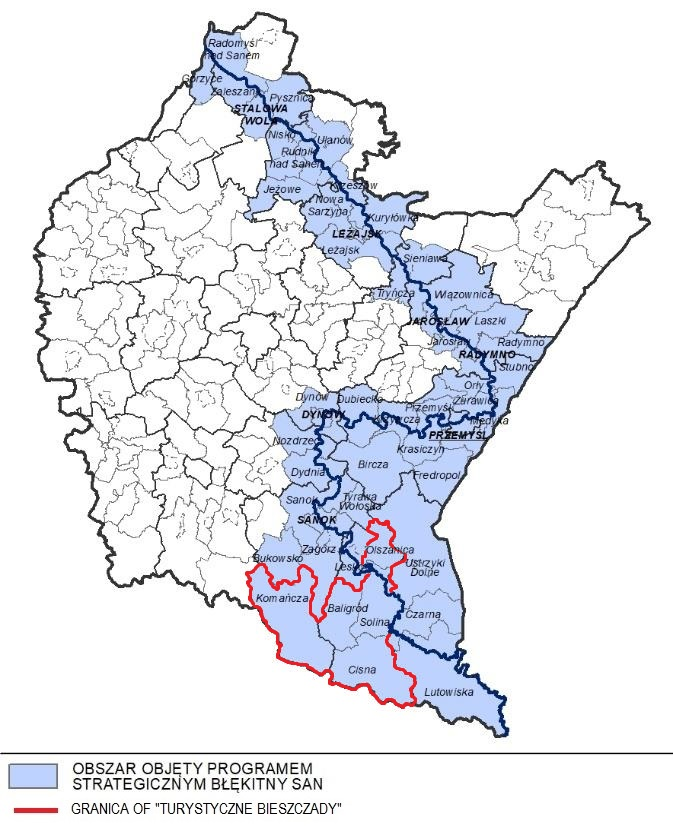 Radomyśl
nad Sanem
Gorzyce
Zaleszany
Pysznica
STALOWA
WOLA
Nisko
Ulanów
Rudnik
nad Sanem
Jeżowe
Krzeszów
Nowa
Sarzyna
Kuryłówka
LEŻAJSK
Leżajsk
Sieniawa
Tryńcza
Wiązownica
JAROSŁAW
Laszki
Jarosław
Radymno
RADYMNO
Stubno
Orły
Żurawica
Dynów
Dubiecko
Przemyśl
DYNÓW
Krzywcza
Medyka
PRZEMYŚL
Nozdrzec
Krasiczyn
Bircza
Dydnia
Fredropol
Sanok
Tyrawa
Wołoska
SANOK
Zagórz
Olszanica
Bukowsko
Lesko
Ustrzyki
Dolne
Komańcza
Baligród
Solina
Czarna
Cisna
Lutowiska
OBSZAR OBJĘTY PROGRAMEM
STRATEGICZNYM BŁĘKITNY SAN
GRANICA OF "TURYSTYCZNE BIESZCZADY"